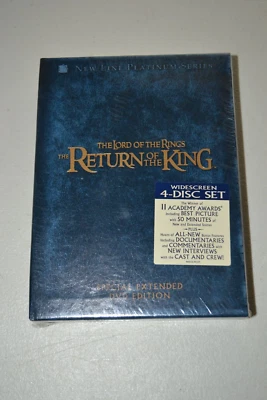 NEW LINE PLATINUM SERIES
THE LORD OF THE RINGS
THE RETURN OF THE KING
WIDESCREEN
4-DISC SET
The Winner of
11 ACADEMY AWARDS®
including BEST PICTURE
with 50 MINUTES of
New and Extended Scenes
PLUS
Hours of ALL-NEW Bonus Features
Including DOCUMENTARIES
and COMMENTARIES with
NEW INTERVIEWS
with the CAST AND CREW!
SPECIAL EXTENDED
DVD EDITION